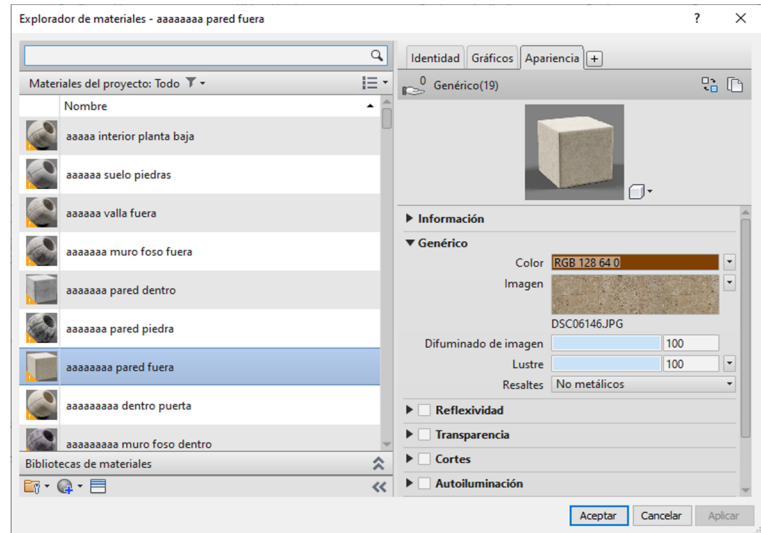 Explorador de materiales - aaaaaaaa pared fuera
Materiales del proyecto: Todo
Nombre
aaaaa interior planta baja
aaaaaa suelo piedras
aaaaaa valla fuera
aaaaaaa muro foso fuera
aaaaaaa pared dentro
aaaaaaa pared piedra
aaaaaaaa pared fuera
aaaaaaaaa dentro puerta
aaaaaaaaa muro foso dentro
Bibliotecas de materiales
Identidad Gráficos Apariencia +
0 Genérico(19)
Información
Genérico
Color RGB 128 64 0
Imagen
DSC06146.JPG
Difuminado de imagen 100
Lustre 100
Resaltes No metálicos
Reflexividad
Transparencia
Cortes
Autoiluminación
Aceptar Cancelar Aplicar